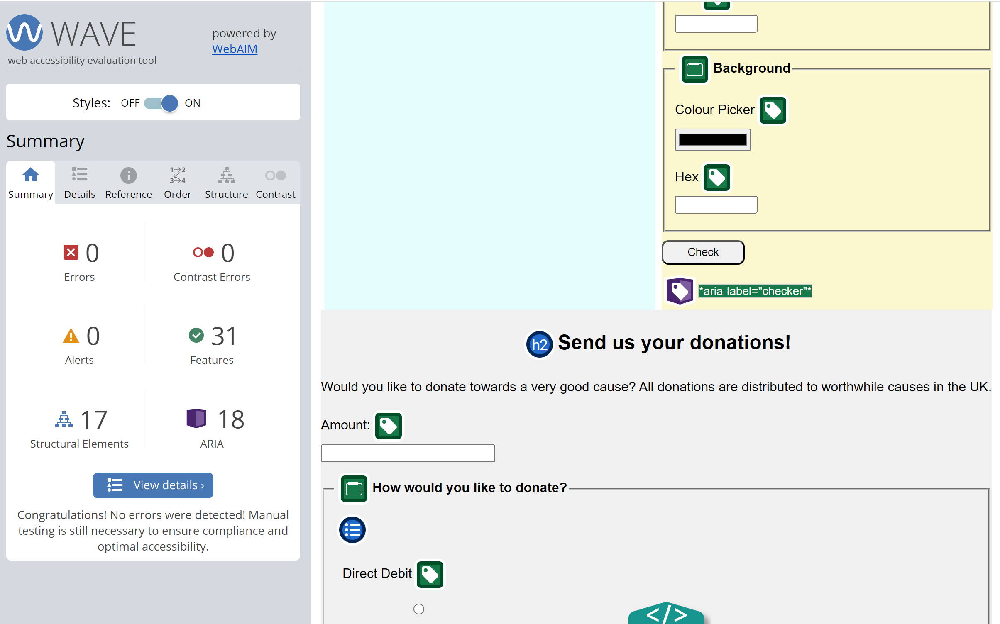 WAVE
powered by
WebAIM
web accessibility evaluation tool
Styles: OFF ON
Summary
Summary Details Reference Order Structure Contrast
1→2
3→4
0
Errors
0
Contrast Errors
0
Alerts
31
Features
17
Structural Elements
18
ARIA
View details ›
Congratulations! No errors were detected! Manual
testing is still necessary to ensure compliance and
optimal accessibility.
Background
Colour Picker
Hex
Check
*aria-label="checker"*
h2 Send us your donations!
Would you like to donate towards a very good cause? All donations are distributed to worthwhile causes in the UK.
Amount:
How would you like to donate?
Direct Debit
</>